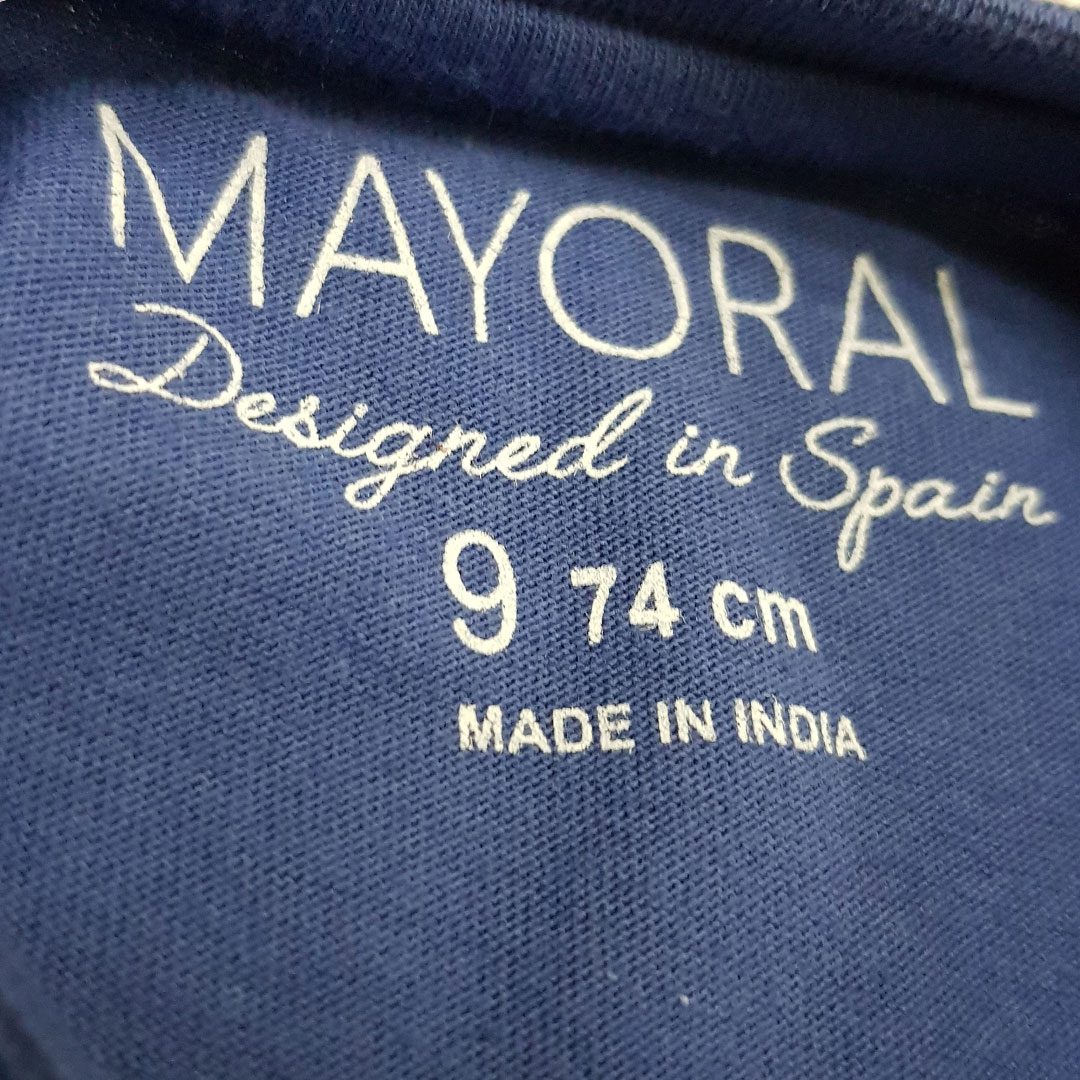 MAYORAL
Designed in Spain
9 74 cm
MADE IN INDIA